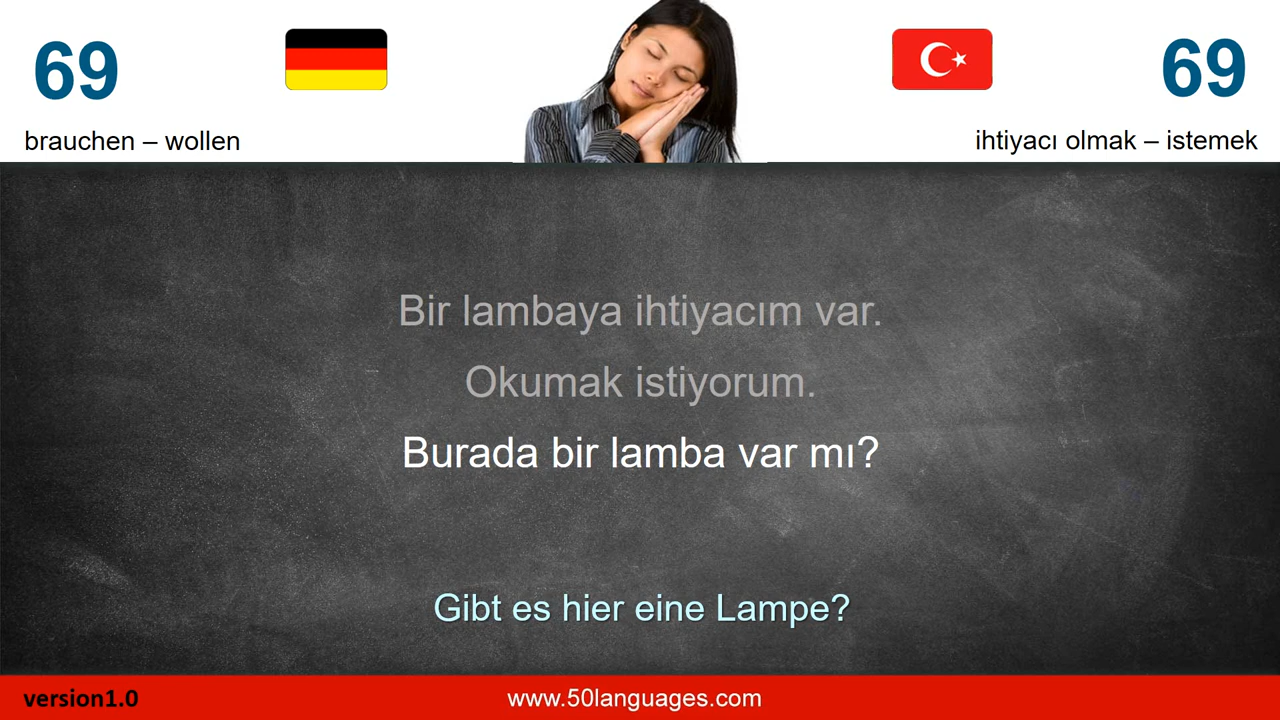 69
69
brauchen – wollen
ihtiyacı olmak – istemek
Bir lambaya ihtiyacım var.
Okumak istiyorum.
Burada bir lamba var mı?
Gibt es hier eine Lampe?
version1.0
www.50languages.com